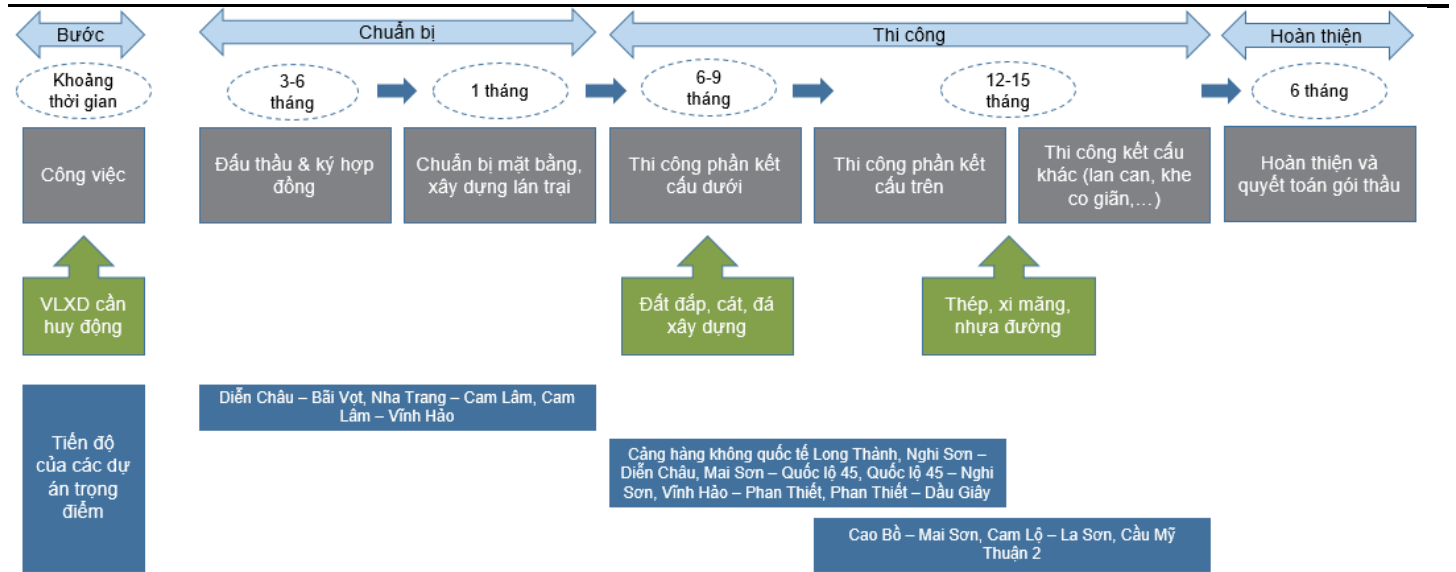 Bước
Chuẩn bị
Thi công
Hoàn thiện
Khoảng
thời gian
3-6
tháng
1 tháng
6-9
tháng
12-15
tháng
6 tháng
Công việc
Đấu thầu & ký hợp
đồng
Chuẩn bị mặt bằng,
xây dựng lán trại
Thi công phần kết
cấu dưới
Thi công phần kết
cấu trên
Thi công kết cấu
khác (lan can, khe
co giãn,…)
Hoàn thiện và
quyết toán gói thầu
VLXD cần
huy động
Đất đắp, cát, đá
xây dựng
Thép, xi măng,
nhựa đường
Tiến độ
của các dự
án trọng
điểm
Diễn Châu – Bãi Vọt, Nha Trang – Cam Lâm, Cam
Lâm – Vĩnh Hảo
Cảng hàng không quốc tế Long Thành, Nghi Sơn –
Diễn Châu, Mai Sơn – Quốc lộ 45, Quốc lộ 45 – Nghi
Sơn, Vĩnh Hảo – Phan Thiết, Phan Thiết – Dầu Giây
Cao Bồ – Mai Sơn, Cam Lộ – La Sơn, Cầu Mỹ
Thuận 2